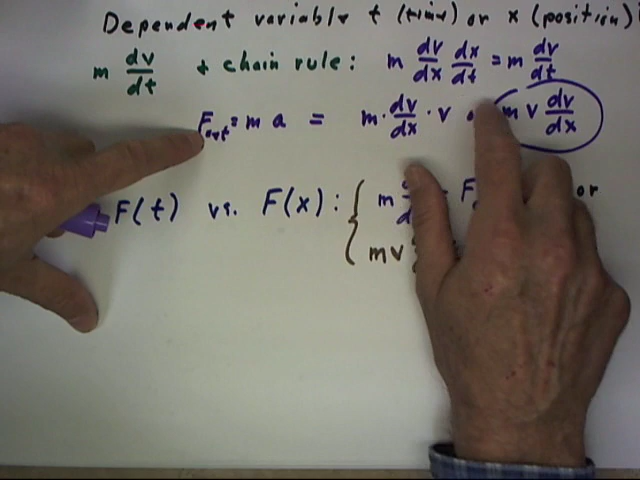 Dependent variable t (time) or x (position)
m dv/dt + chain rule: m dv/dx dx/dt = m dv/dt
F_ext = m a = m · dv/dx · v m v dv/dx
F(t) vs. F(x): { m F or
mv